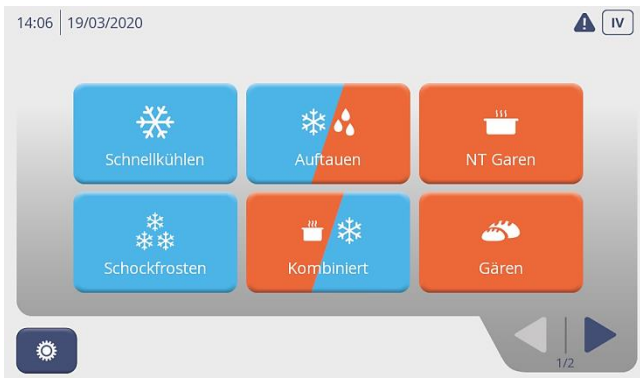 14:06 19/03/2020
IV
Schnellkühlen
Auftauen
NT Garen
Schockfrosten
Kombiniert
Gären
1/2